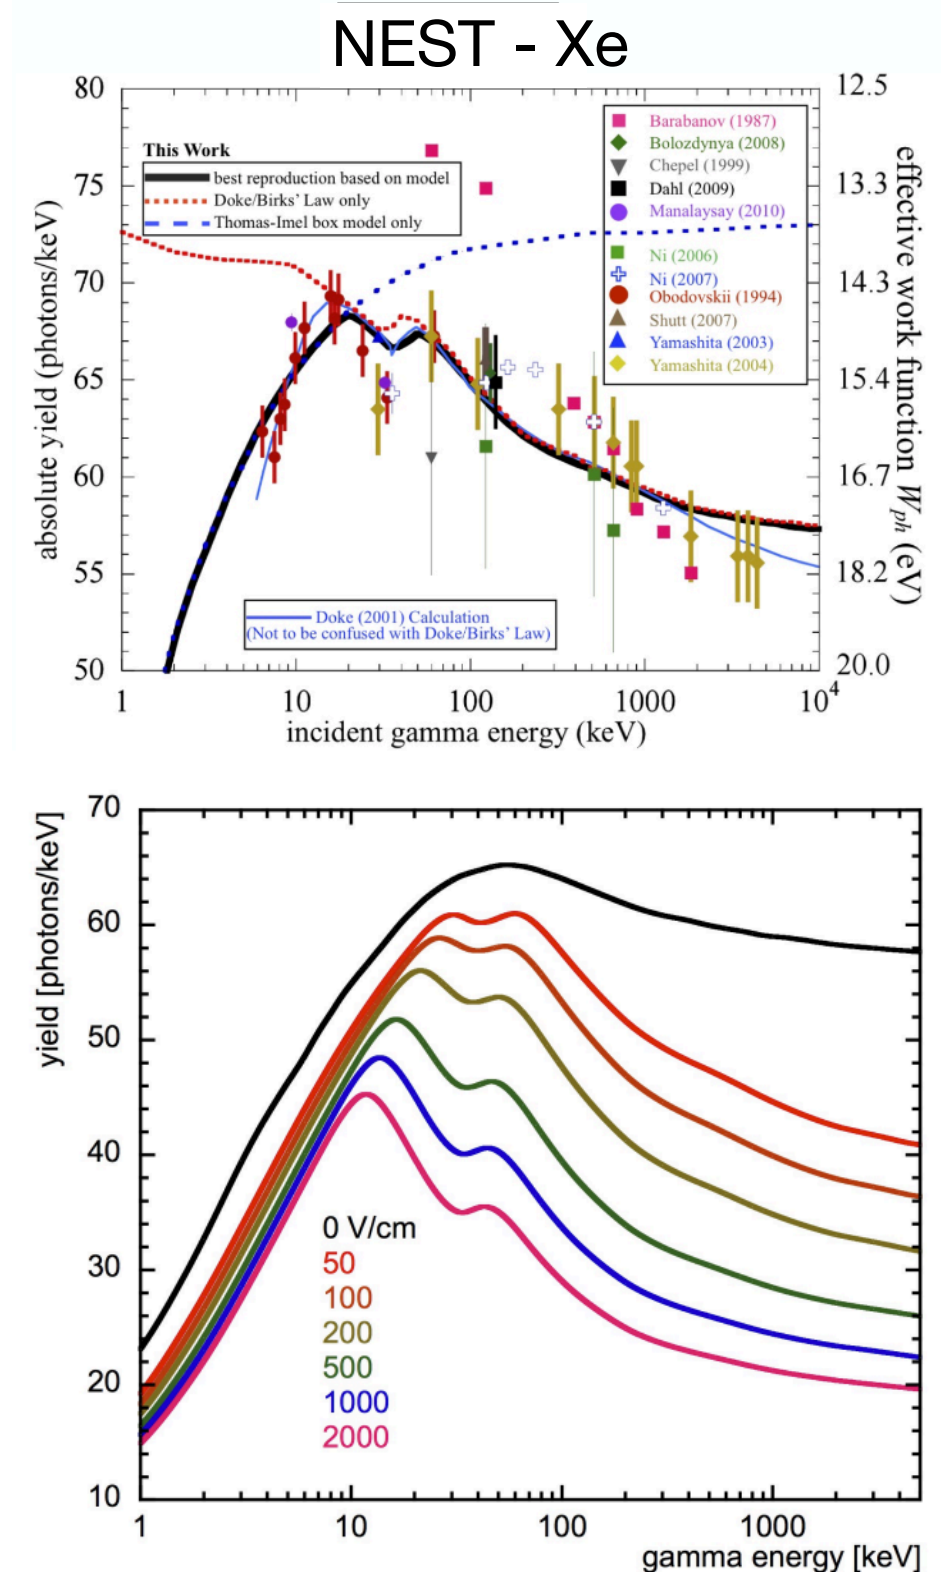 NEST - Xe
80
75
70
65
60
55
50
absolute yield (photons/keV)
12.5
13.3
14.3
15.4
16.7
18.2
20.0
effective work function Wph (eV)
This Work
best reproduction based on model
Doke/Birks' Law only
Thomas-Imel box model only
Barabanov (1987)
Bolozdynya (2008)
Chepel (1999)
Dahl (2009)
Manalaysay (2010)
Ni (2006)
Ni (2007)
Obodovskii (1994)
Shutt (2007)
Yamashita (2003)
Yamashita (2004)
Doke (2001) Calculation
(Not to be confused with Doke/Birks' Law)
1 10 100 1000 10⁴
incident gamma energy (keV)
70
60
50
40
30
20
10
yield [photons/keV]
0 V/cm
50
100
200
500
1000
2000
1 10 100 1000
gamma energy [keV]